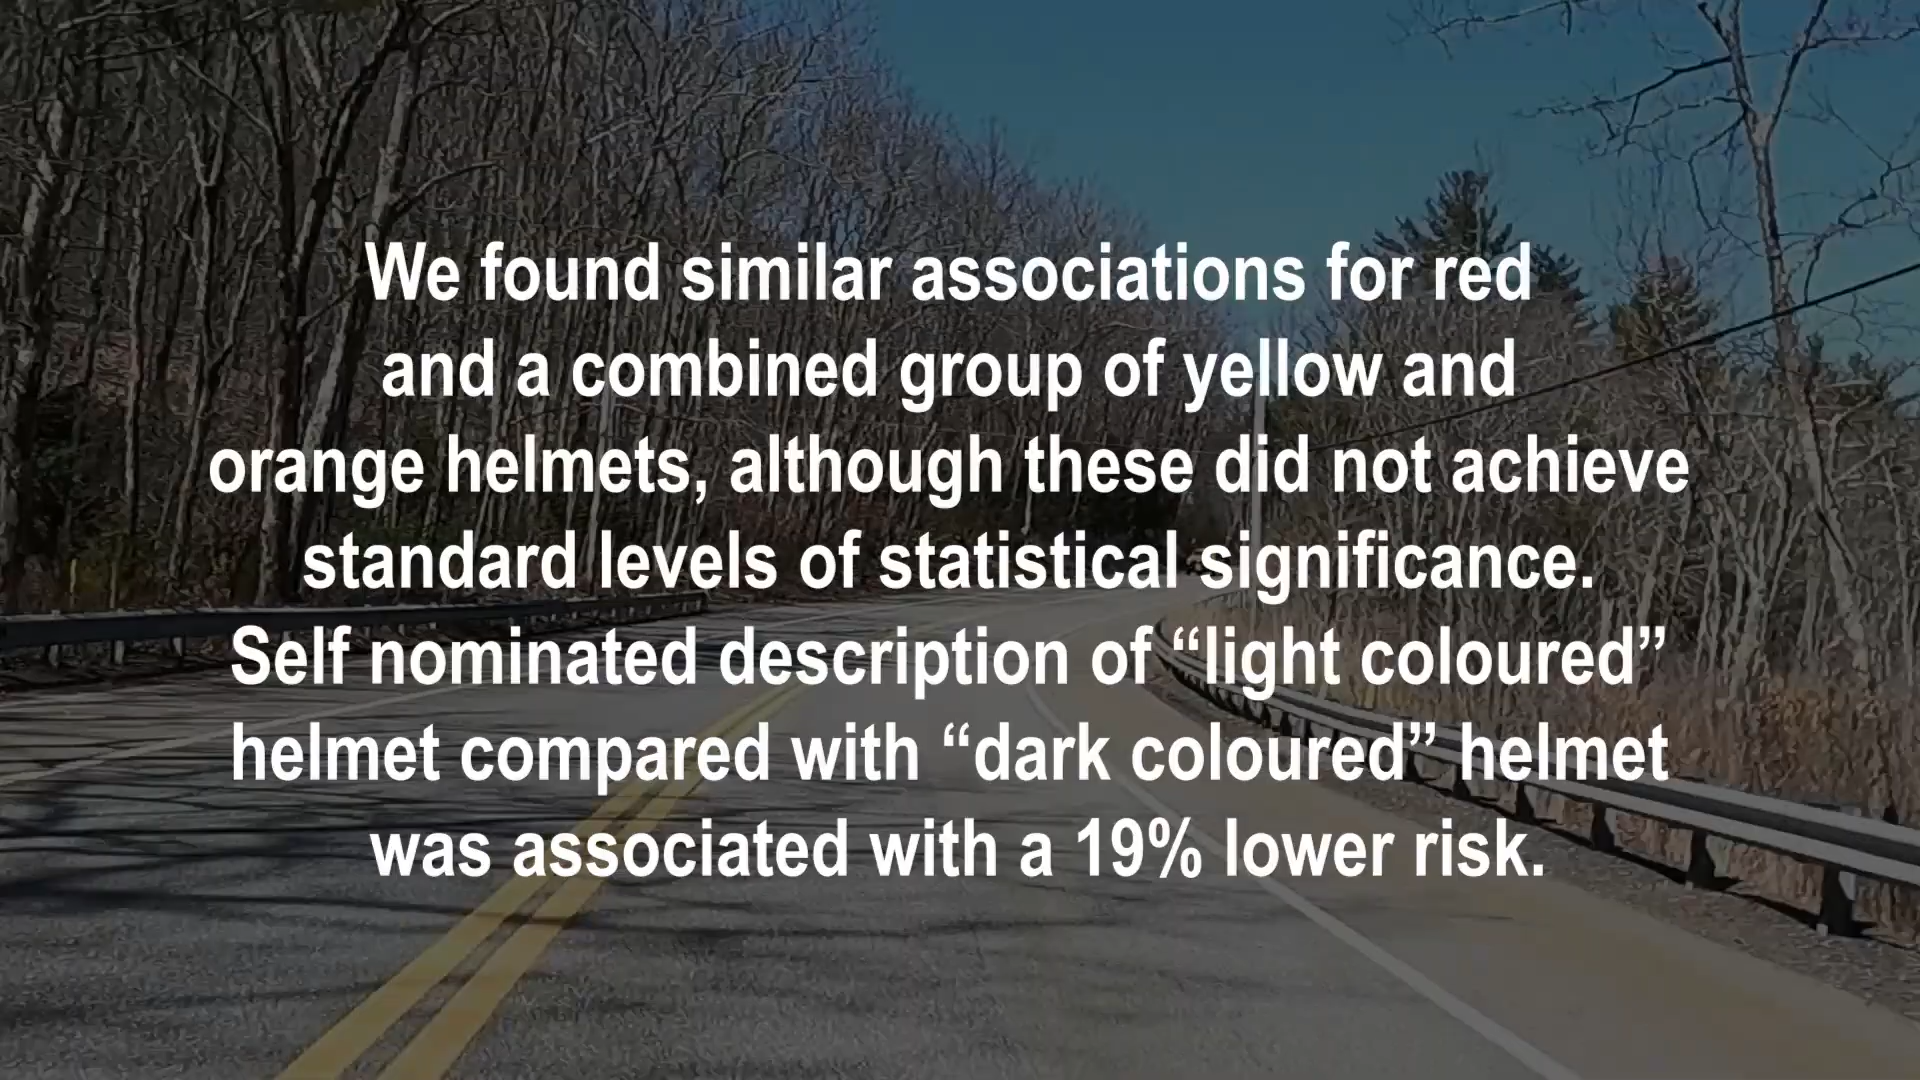 We found similar associations for red
and a combined group of yellow and
orange helmets, although these did not achieve
standard levels of statistical significance.
Self nominated description of “light coloured”
helmet compared with “dark coloured” helmet
was associated with a 19% lower risk.